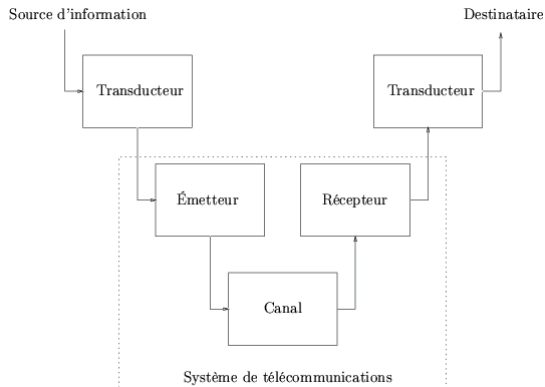 Source d'information
Destinataire
Transducteur
Transducteur
Émetteur
Récepteur
Canal
Système de télécommunications